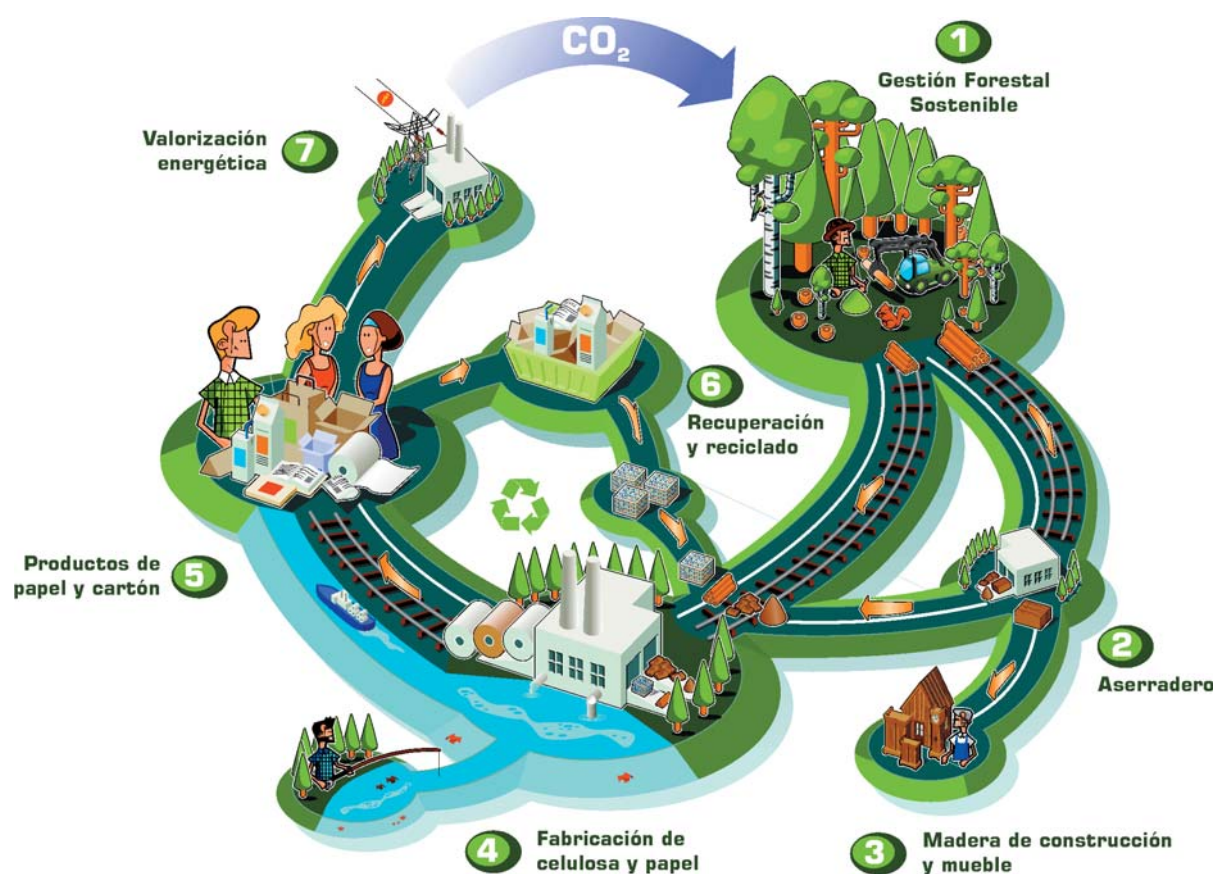 CO₂
1
Gestión Forestal
Sostenible
Valorización
energética
7
6
Recuperación
y reciclado
Productos de
papel y cartón
5
2
Aserradero
4
Fabricación de
celulosa y papel
3
Madera de construcción
y mueble